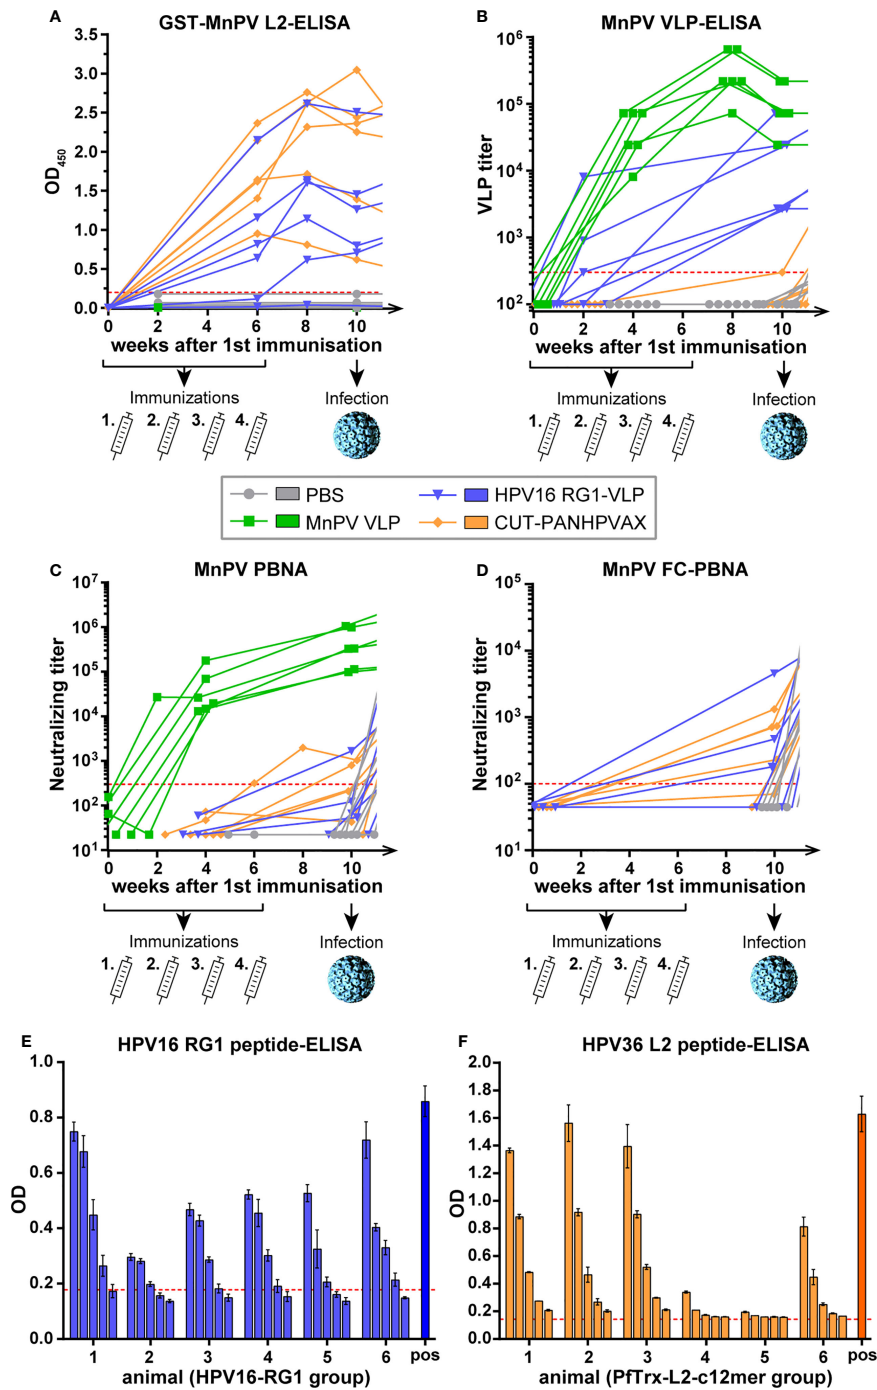 A
GST-MnPV L2-ELISA
OD450
3.5
3.0
2.5
2.0
1.5
1.0
0.5
0.0
0 2 4 6 8 10
weeks after 1st immunisation
Immunizations
Infection
1. 2. 3. 4.
B
MnPV VLP-ELISA
VLP titer
10^6
10^5
10^4
10^3
10^2
0 2 4 6 8 10
weeks after 1st immunisation
Immunizations
Infection
1. 2. 3. 4.
PBS
HPV16 RG1-VLP
MnPV VLP
CUT-PANHPVAX
C
MnPV PBNA
Neutralizing titer
10^7
10^6
10^5
10^4
10^3
10^2
10^1
0 2 4 6 8 10
weeks after 1st immunisation
Immunizations
Infection
1. 2. 3. 4.
D
MnPV FC-PBNA
Neutralizing titer
10^5
10^4
10^3
10^2
10^1
0 2 4 6 8 10
weeks after 1st immunisation
Immunizations
Infection
1. 2. 3. 4.
E
HPV16 RG1 peptide-ELISA
OD
1.0
0.8
0.6
0.4
0.2
0.0
1 2 3 4 5 6 pos
animal (HPV16-RG1 group)
F
HPV36 L2 peptide-ELISA
OD
2.0
1.8
1.6
1.4
1.2
1.0
0.8
0.6
0.4
0.2
0.0
1 2 3 4 5 6 pos
animal (PfTrx-L2-c12mer group)